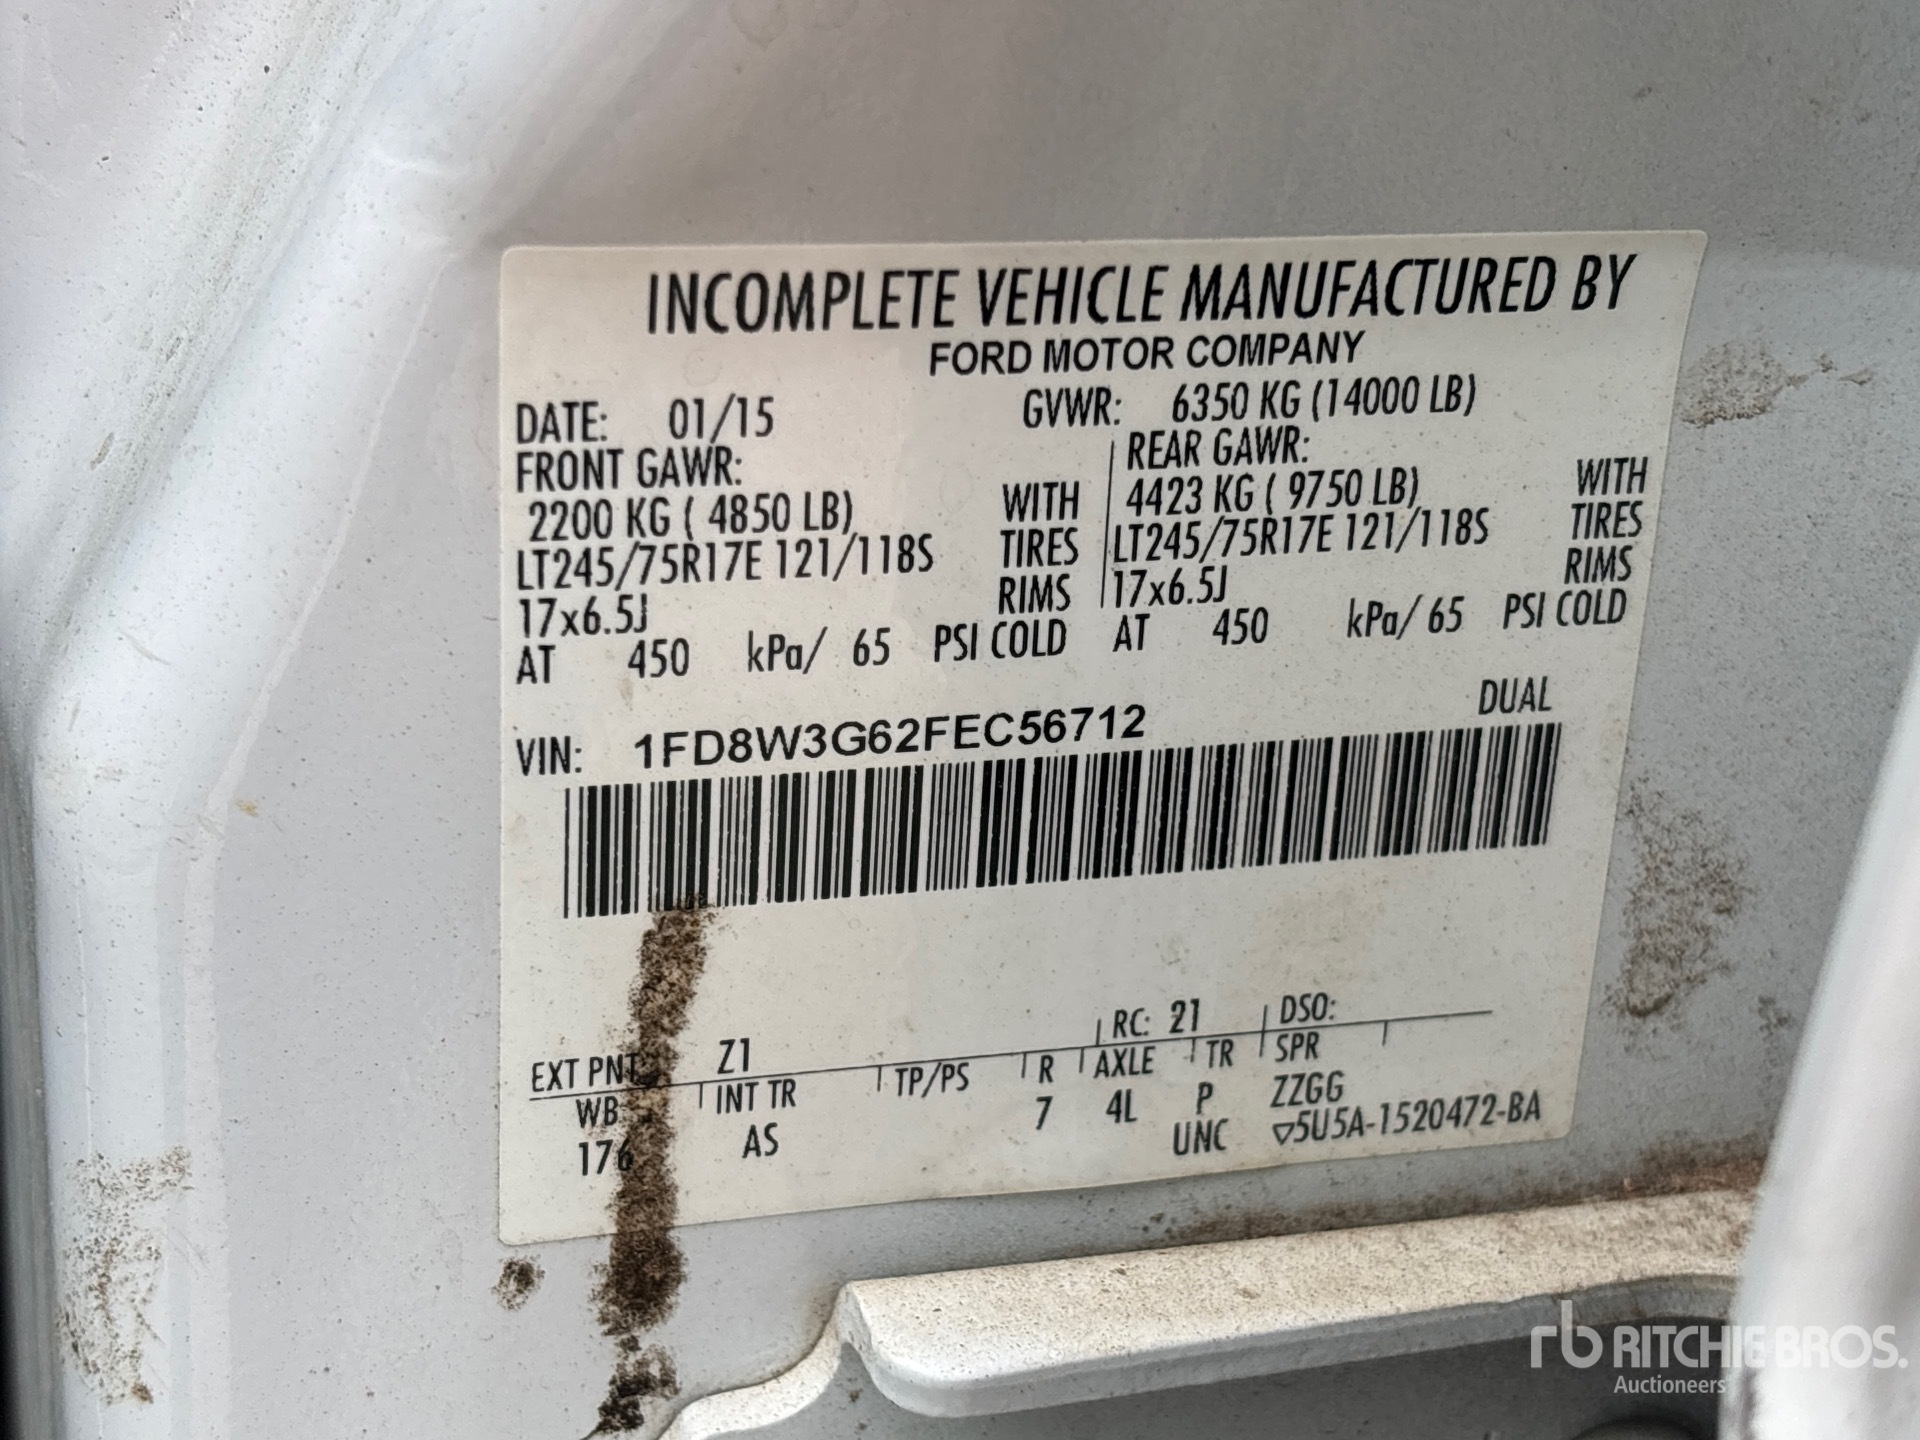 INCOMPLETE VEHICLE MANUFACTURED BY
FORD MOTOR COMPANY
DATE: 01/15 GVWR: 6350 KG (14000 LB)
FRONT GAWR: REAR GAWR:
2200 KG ( 4850 LB) WITH 4423 KG ( 9750 LB) WITH
LT245/75R17E 121/118S TIRES LT245/75R17E 121/118S TIRES
17x6.5J RIMS 17x6.5J RIMS
AT 450 kPa/ 65 PSI COLD AT 450 kPa/ 65 PSI COLD
VIN: 1FD8W3G62FEC56712 DUAL
EXT PNT: Z1 RC: 21 DSO:
WB INT TR TP/PS R AXLE TR SPR
176 AS 7 4L P ZZGG
UNC ▽5U5A-1520472-BA
rb RITCHIE BROS.
Auctioneers